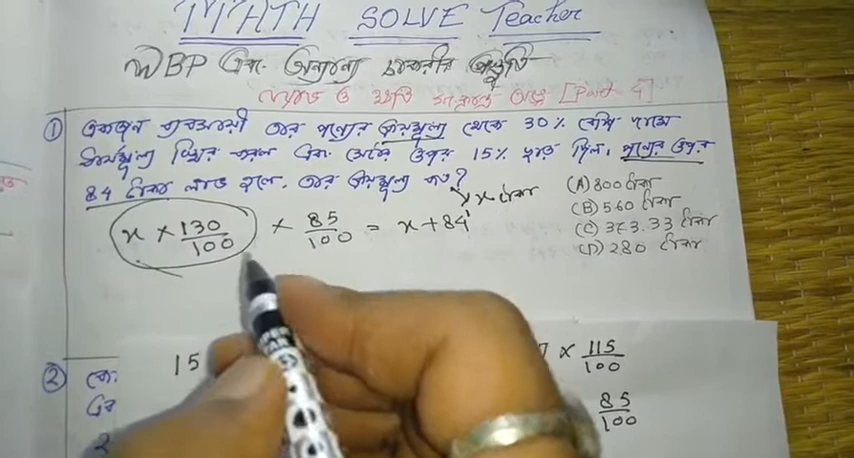 MATH SOLVE Teacher
WBP এবং অন্যান্য চাকরীর প্রস্তুতি
লাভ ও ক্ষতি সংক্রান্ত অঙ্ক [Part 4]
① একজন ব্যবসায়ী তার পণ্যের ক্রয়মূল্য থেকে 30% বেশি দামে
ধার্যমূল্য স্থির করল এবং সেটির ওপর 15% ছাড় দিল। পণ্যের ওপর
84 টাকা লাভ হলে, তার ক্রয়মূল্য কত?
x টাকা
(A) 800 টাকা
(B) 560 টাকা
(C) 373.33 টাকা
(D) 280 টাকা
x × 130/100 × 85/100 = x + 84
② 
15
× 115/100
85/100